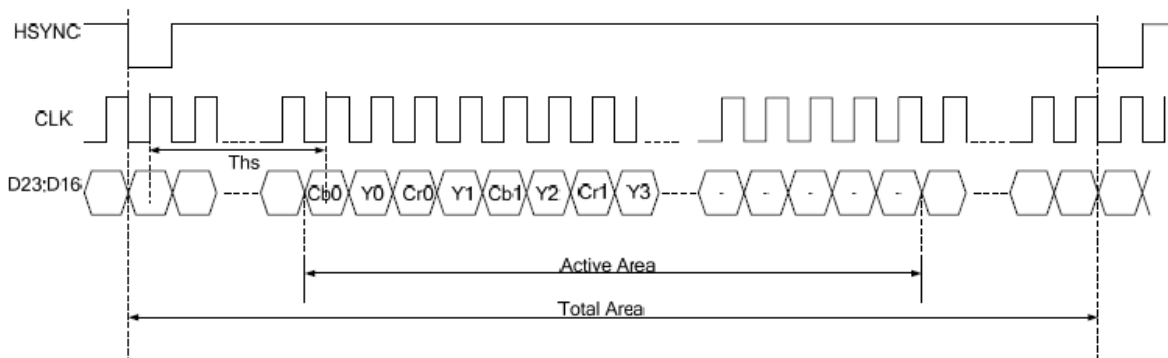 HSYNC
CLK
Ths
D23:D16
Cb0 Y0 Cr0 Y1 Cb1 Y2 Cr1 Y3 - - - - -
Active Area
Total Area